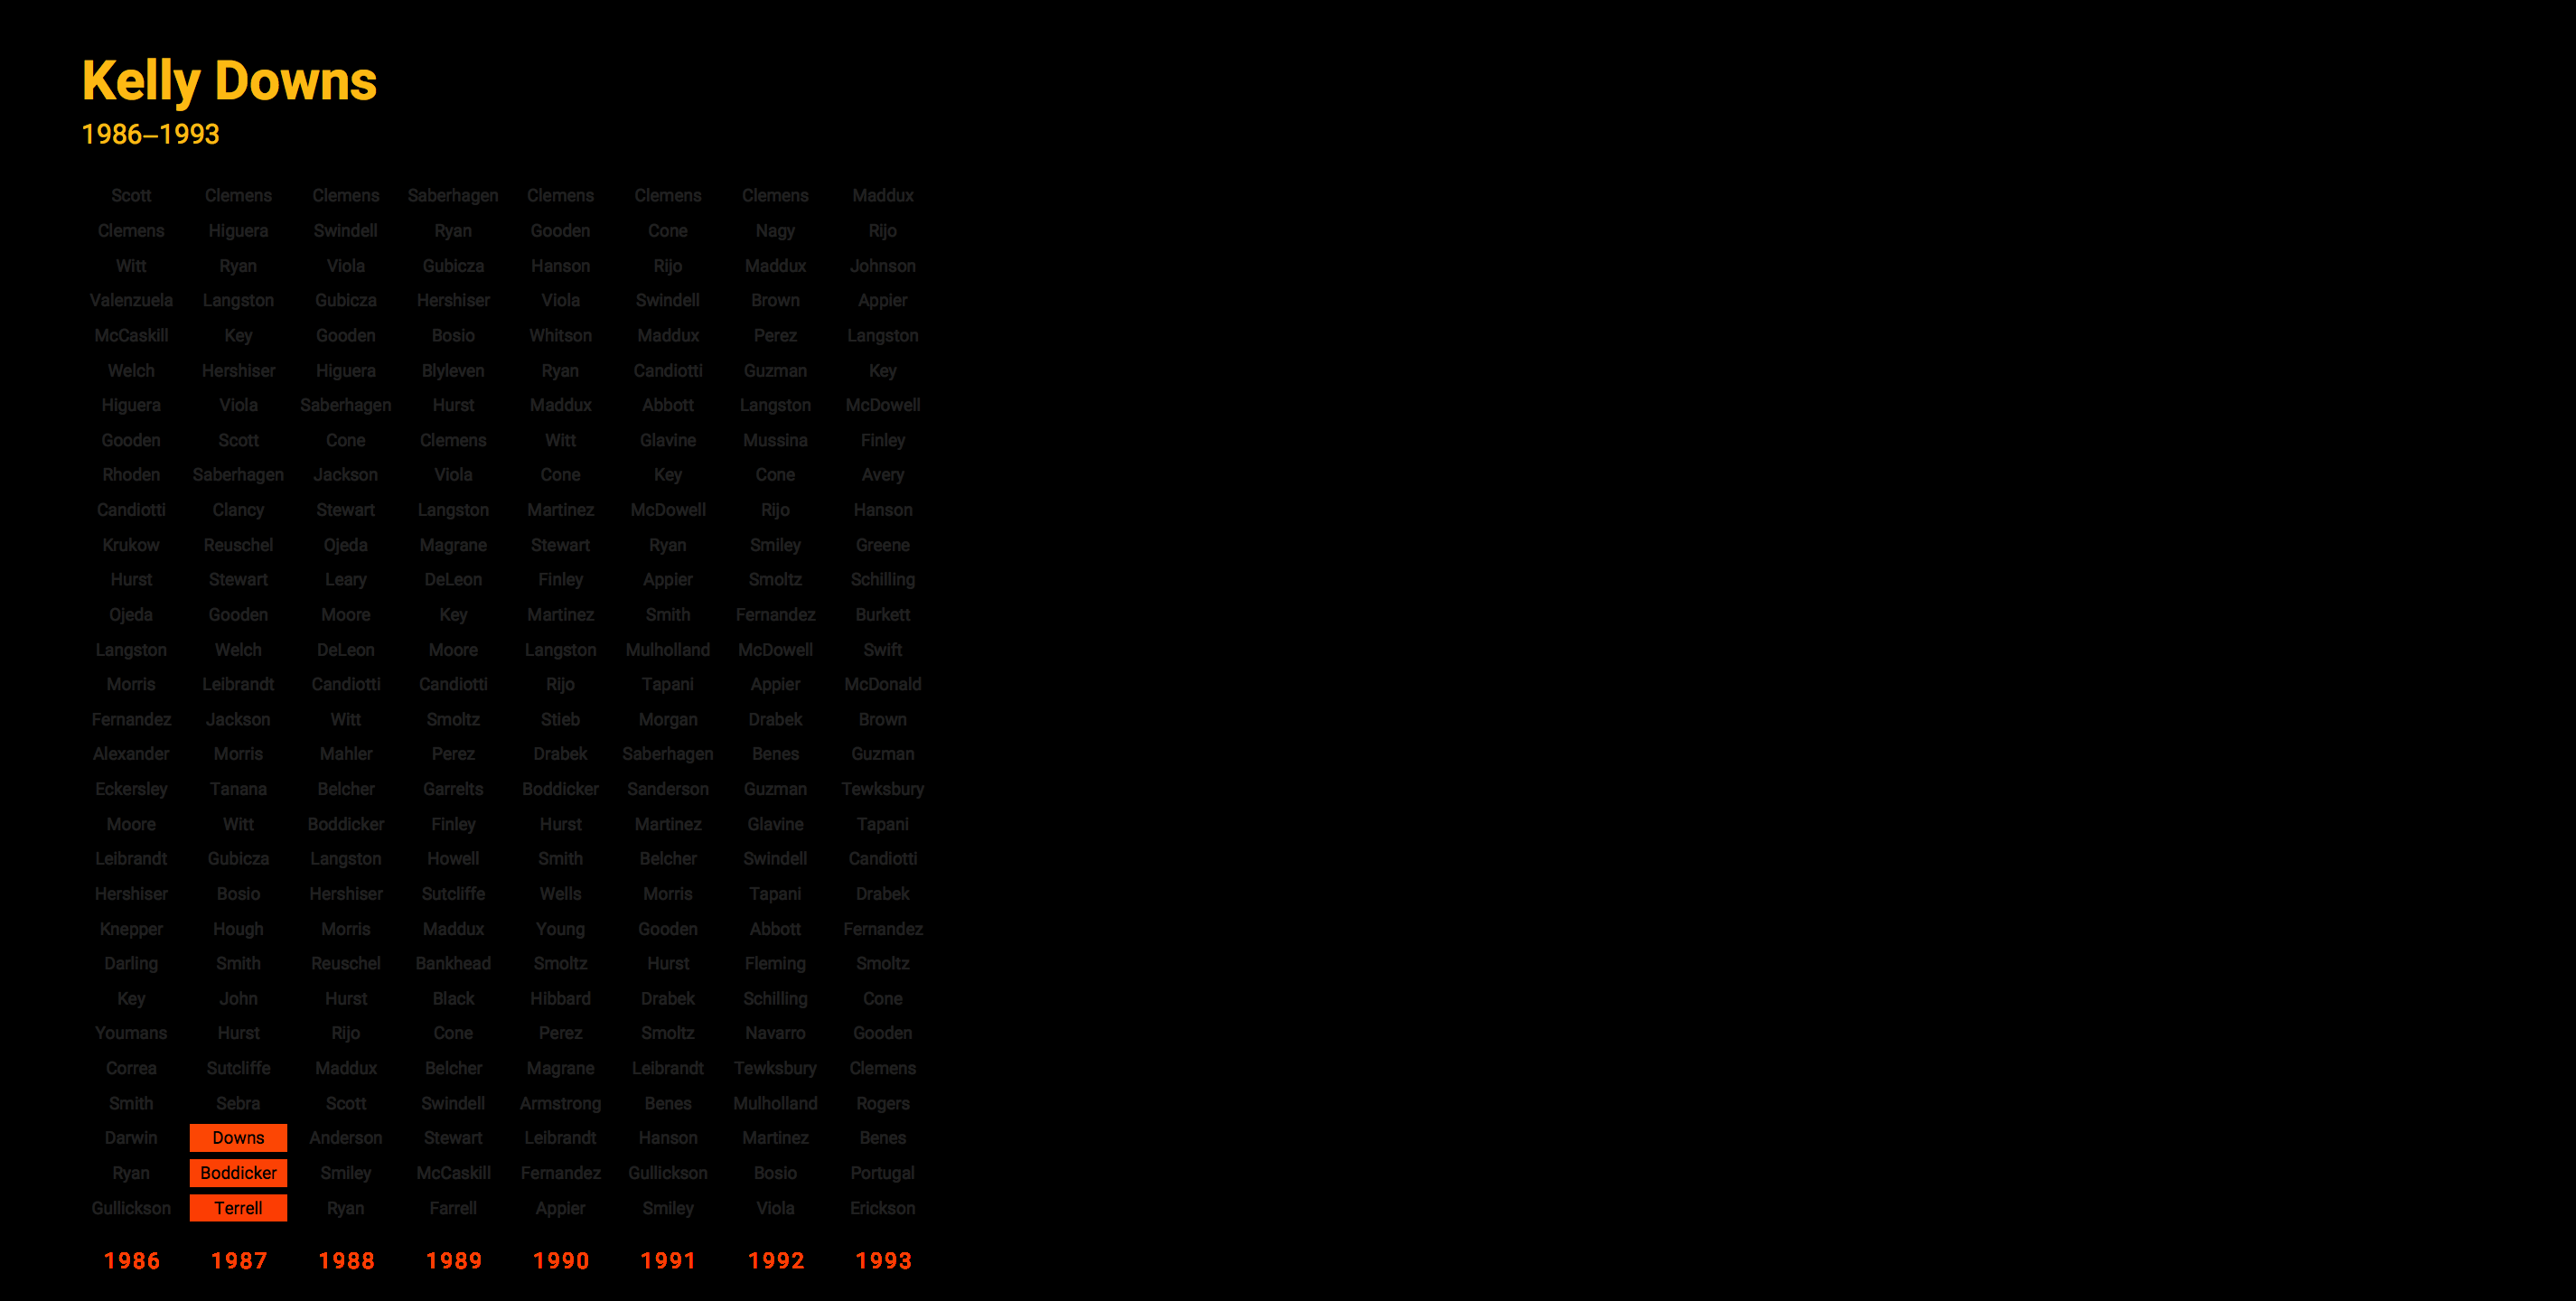 Kelly Downs
1986–1993
Scott Clemens Clemens Saberhagen Clemens Clemens Clemens Maddux
Clemens Higuera Swindell Ryan Gooden Cone Nagy Rijo
Witt Ryan Viola Gubicza Hanson Rijo Maddux Johnson
Valenzuela Langston Gubicza Hershiser Viola Swindell Brown Appier
McCaskill Key Gooden Bosio Whitson Maddux Perez Langston
Welch Hershiser Higuera Blyleven Ryan Candiotti Guzman Key
Higuera Viola Saberhagen Hurst Maddux Abbott Langston McDowell
Gooden Scott Cone Clemens Witt Glavine Mussina Finley
Rhoden Saberhagen Jackson Viola Cone Key Cone Avery
Candiotti Clancy Stewart Langston Martinez McDowell Rijo Hanson
Krukow Reuschel Ojeda Magrane Stewart Ryan Smiley Greene
Hurst Stewart Leary DeLeon Finley Appier Smoltz Schilling
Ojeda Gooden Moore Key Martinez Smith Fernandez Burkett
Langston Welch DeLeon Moore Langston Mulholland McDowell Swift
Morris Leibrandt Candiotti Candiotti Rijo Tapani Appier McDonald
Fernandez Jackson Witt Smoltz Stieb Morgan Drabek Brown
Alexander Morris Mahler Perez Drabek Saberhagen Benes Guzman
Eckersley Tanana Belcher Garrelts Boddicker Sanderson Guzman Tewksbury
Moore Witt Boddicker Finley Hurst Martinez Glavine Tapani
Leibrandt Gubicza Langston Howell Smith Belcher Swindell Candiotti
Hershiser Bosio Hershiser Sutcliffe Wells Morris Tapani Drabek
Knepper Hough Morris Maddux Young Gooden Abbott Fernandez
Darling Smith Reuschel Bankhead Smoltz Hurst Fleming Smoltz
Key John Hurst Black Hibbard Drabek Schilling Cone
Youmans Hurst Rijo Cone Perez Smoltz Navarro Gooden
Correa Sutcliffe Maddux Belcher Magrane Leibrandt Tewksbury Clemens
Smith Sebra Scott Swindell Armstrong Benes Mulholland Rogers
Darwin Downs Anderson Stewart Leibrandt Hanson Martinez Benes
Ryan Boddicker Smiley McCaskill Fernandez Gullickson Bosio Portugal
Gullickson Terrell Ryan Farrell Appier Smiley Viola Erickson
1986 1987 1988 1989 1990 1991 1992 1993